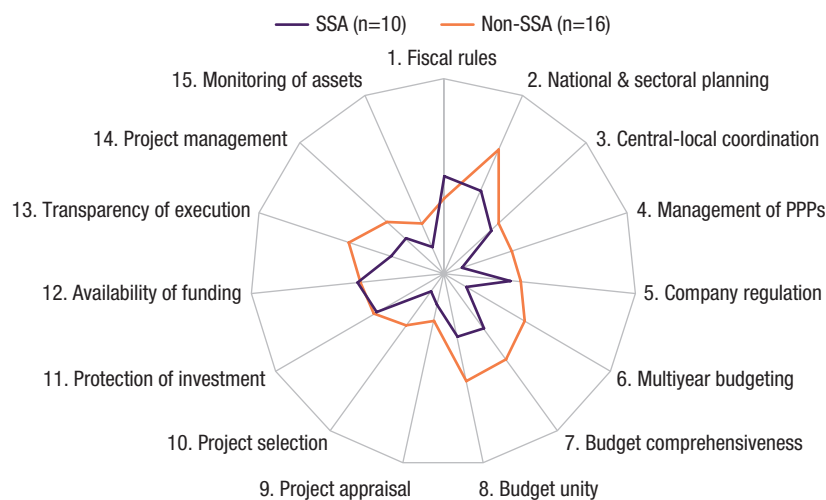 SSA (n=10) Non-SSA (n=16)
1. Fiscal rules
2. National & sectoral planning
3. Central-local coordination
4. Management of PPPs
5. Company regulation
6. Multiyear budgeting
7. Budget comprehensiveness
8. Budget unity
9. Project appraisal
10. Project selection
11. Protection of investment
12. Availability of funding
13. Transparency of execution
14. Project management
15. Monitoring of assets